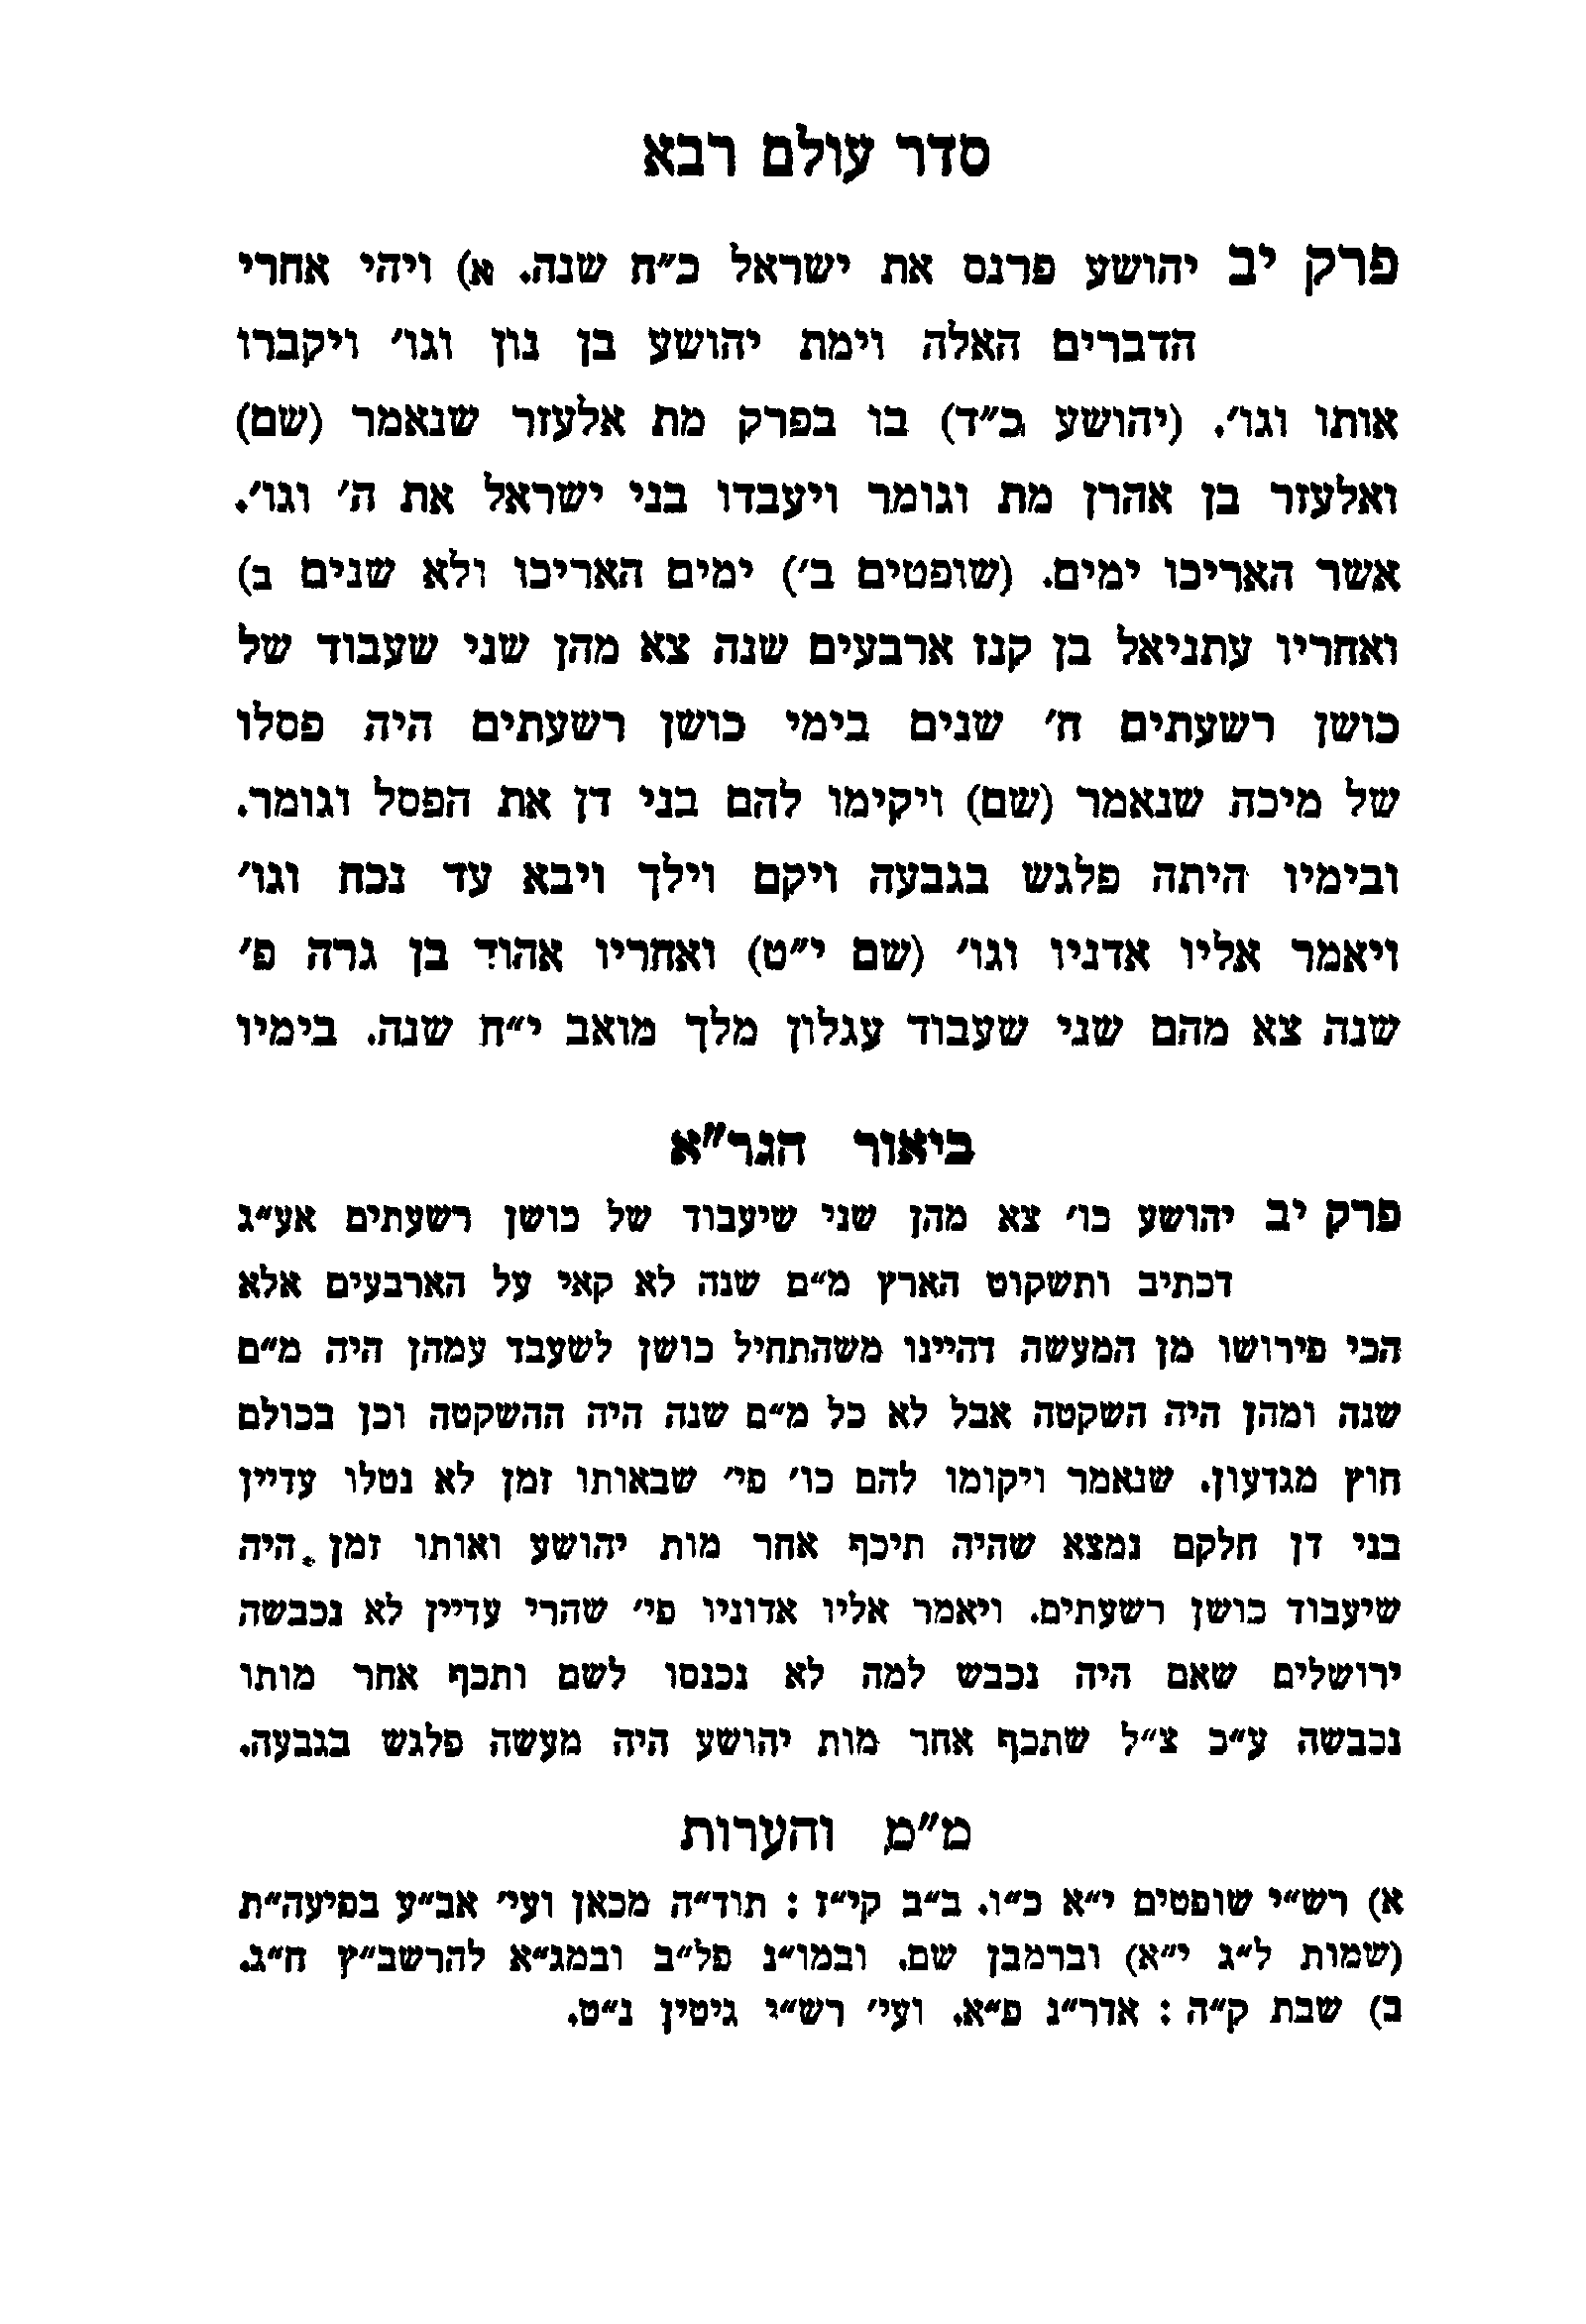 סדר עולם רבא
פרק יב יהושע פרנס את ישראל כ״ח שנה. א) ויהי אחרי
הדברים האלה וימת יהושע בן נון וגו׳ ויקברו
אותו וגו׳. (יהושע כ״ד) בו בפרק מת אלעזר שנאמר (שם)
ואלעזר בן אהרן מת וגומר ויעבדו בני ישראל את ה׳ וגו׳.
אשר האריכו ימים. (שופטים ב׳) ימים האריכו ולא שנים ב)
ואחריו עתניאל בן קנז ארבעים שנה צא מהן שני שעבוד של
כושן רשעתים ח׳ שנים בימי כושן רשעתים היה פסלו
של מיכה שנאמר (שם) ויקימו להם בני דן את הפסל וגומר.
ובימיו היתה פלגש בגבעה ויקם וילך ויבא עד נכח וגו׳
ויאמר אליו אדניו וגו׳ (שם י״ט) ואחריו אהוד בן גרה פ׳
שנה צא מהם שני שעבוד עגלון מלך מואב י״ח שנה. בימיו
ביאור הגר״א
פרק יב יהושע כו׳ צא מהן שני שיעבוד של כושן רשעתים אע״ג
דכתיב ותשקוט הארץ מ״ם שנה לא קאי על הארבעים אלא
הכי פירושו מן המעשה דהיינו משהתחיל כושן לשעבד עמהן היה מ״ם
שנה ומהן היה השקטה אבל לא כל מ״ם שנה היה ההשקטה וכן בכולם
חוץ מגדעון. שנאמר ויקומו להם כו׳ פי׳ שבאותו זמן לא נטלו עדיין
בני דן חלקם נמצא שהיה תיכף אחר מות יהושע ואותו זמן היה
שיעבוד כושן רשעתים. ויאמר אליו אדוניו פי׳ שהרי עדיין לא נכבשה
ירושלים שאם היה נכבש למה לא נכנסו לשם ותכף אחר מותו
נכבשה ע״כ צ״ל שתכף אחר מות יהושע היה מעשה פלגש בגבעה.
מ״מ והערות
א) רש״י שופטים י״א כ״ו. ב״ב קי״ז : תוד״ה מכאן ועי׳ אב״ע בפיעה״ת
(שמות ל״ג י״א) וברמבן שם. ובמו״נ פל״ב ובמג״א להרשב״ץ ח״ג.
ב) שבת ק״ה : אדר״נ פ״א. ועי׳ רש״י גיטין נ״ט.